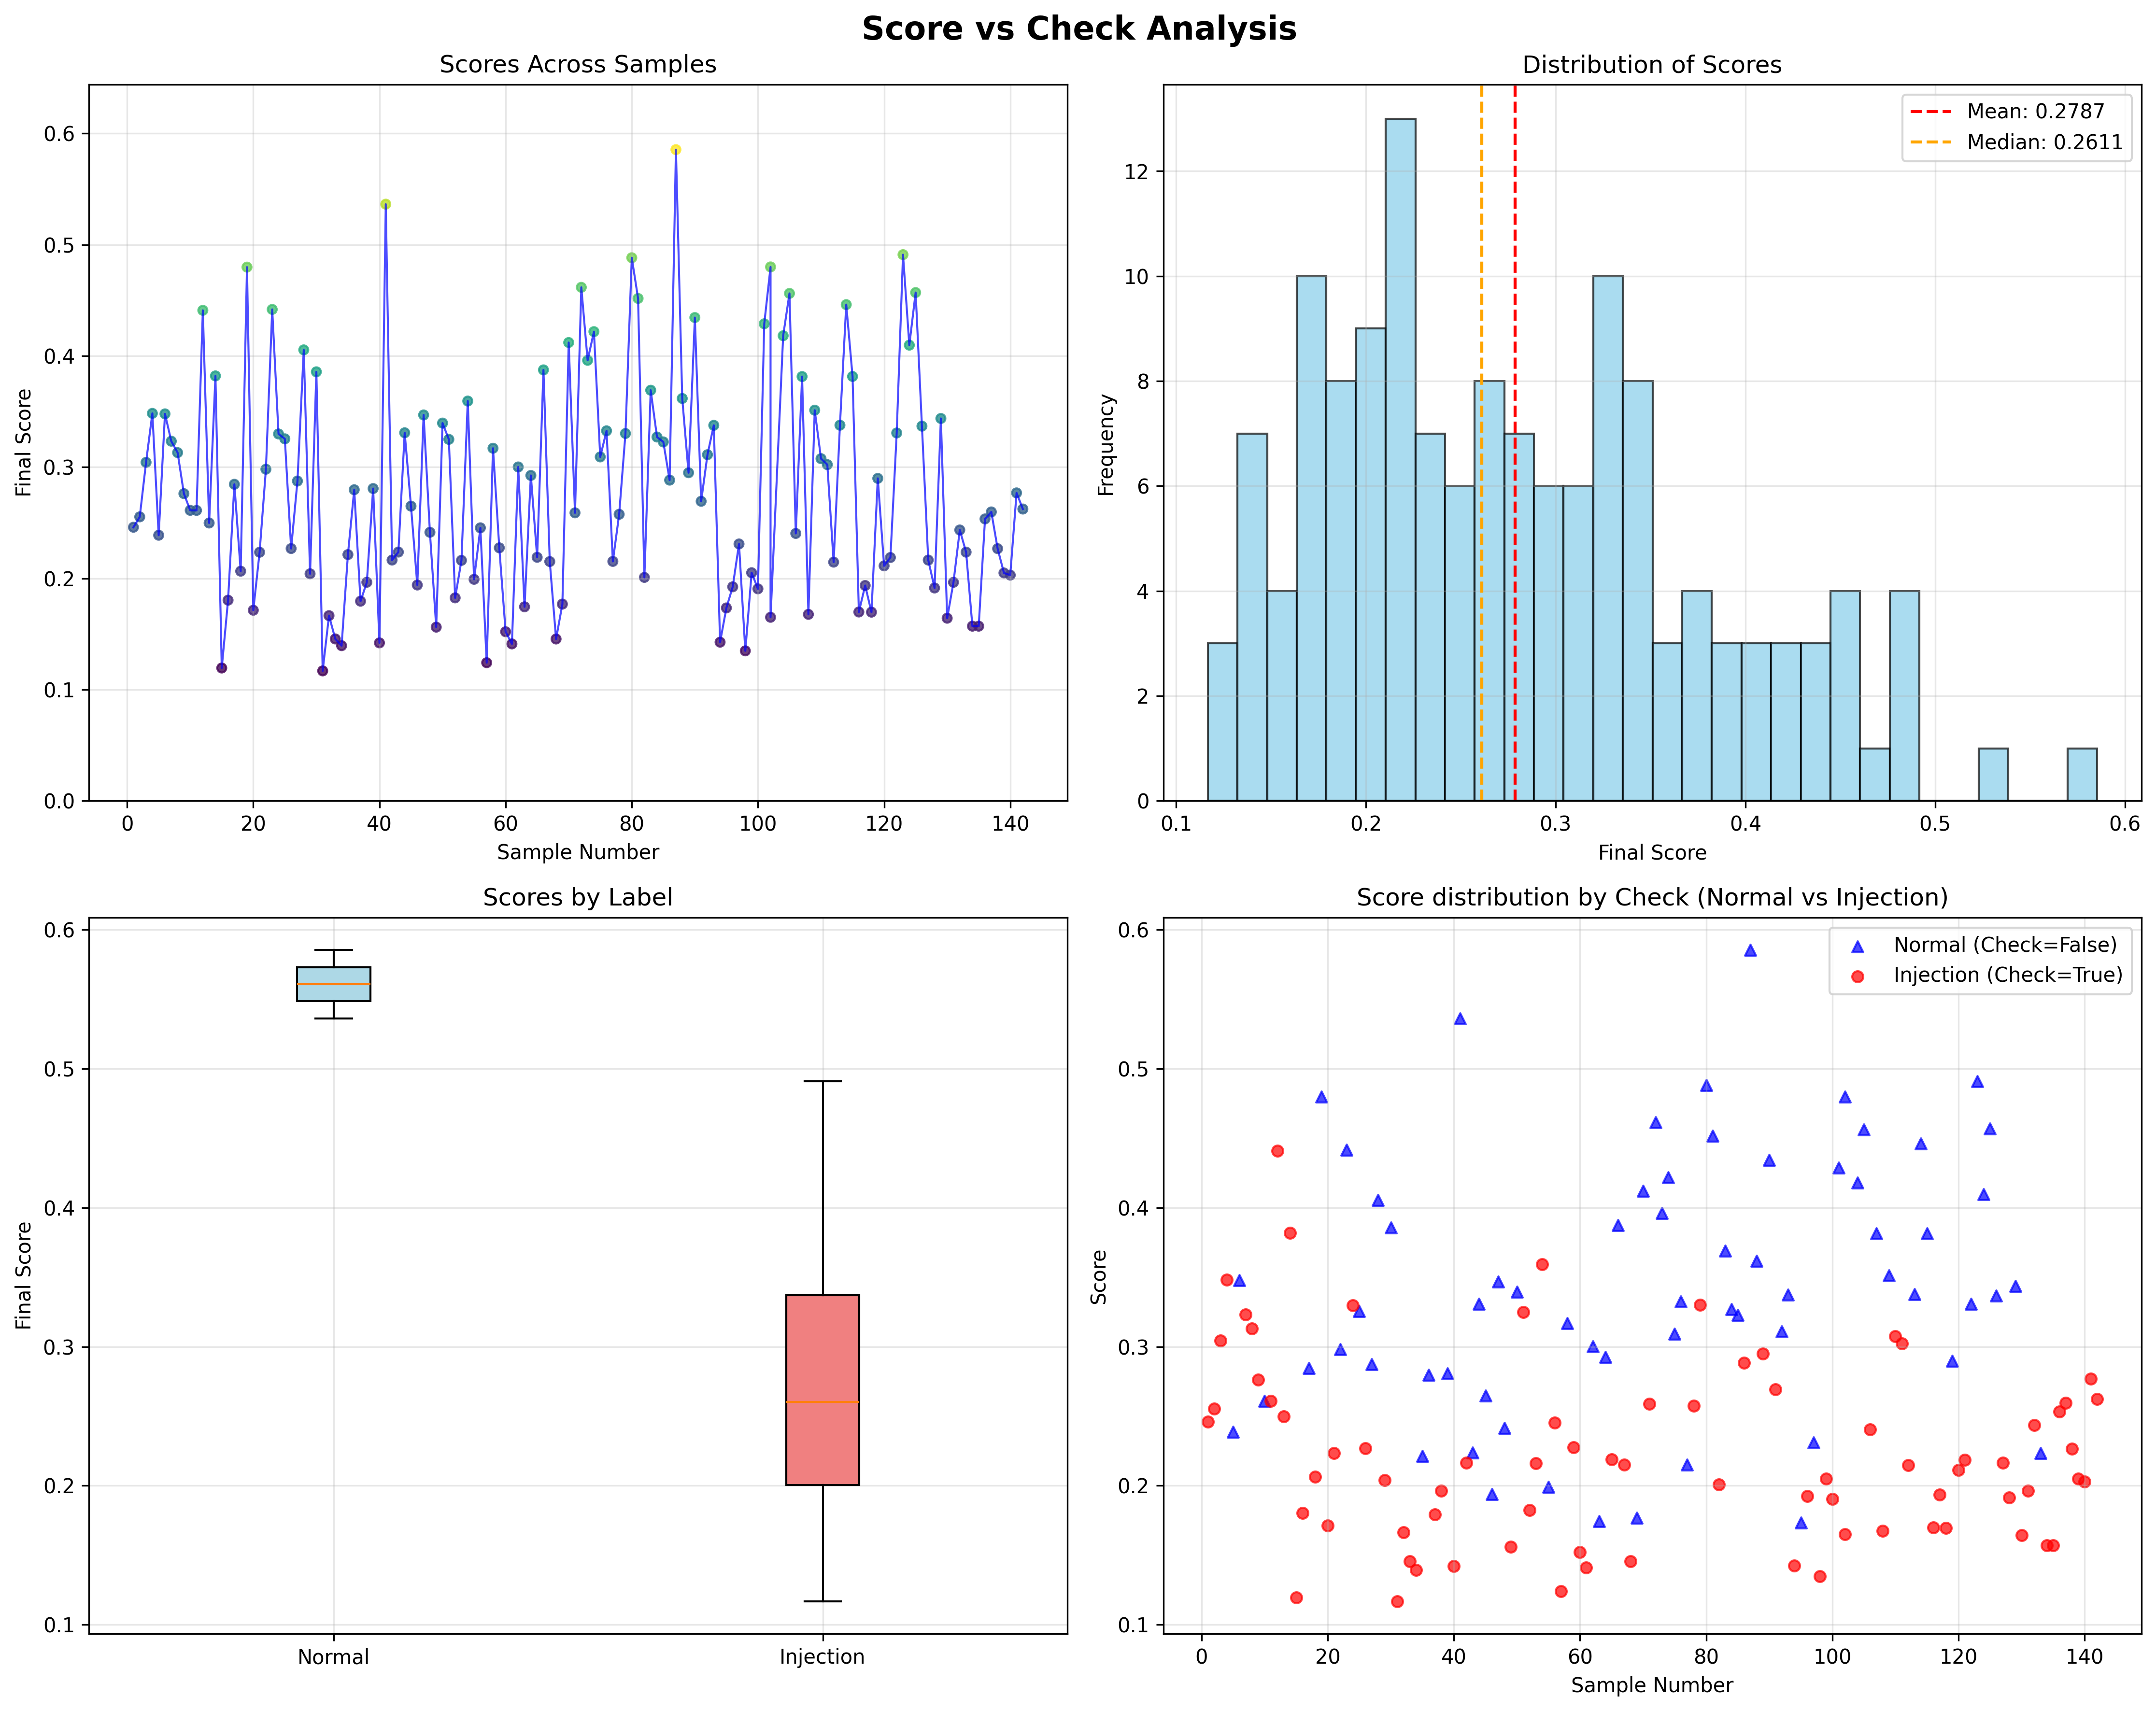 Score vs Check Analysis
Scores Across Samples
Final Score
0.6
0.5
0.4
0.3
0.2
0.1
0.0
0 20 40 60 80 100 120 140
Sample Number
Distribution of Scores
Mean: 0.2787
Median: 0.2611
Frequency
12
10
8
6
4
2
0
0.1 0.2 0.3 0.4 0.5 0.6
Final Score
Scores by Label
Final Score
0.6
0.5
0.4
0.3
0.2
0.1
Normal Injection
Score distribution by Check (Normal vs Injection)
Normal (Check=False)
Injection (Check=True)
Score
0.6
0.5
0.4
0.3
0.2
0.1
0 20 40 60 80 100 120 140
Sample Number